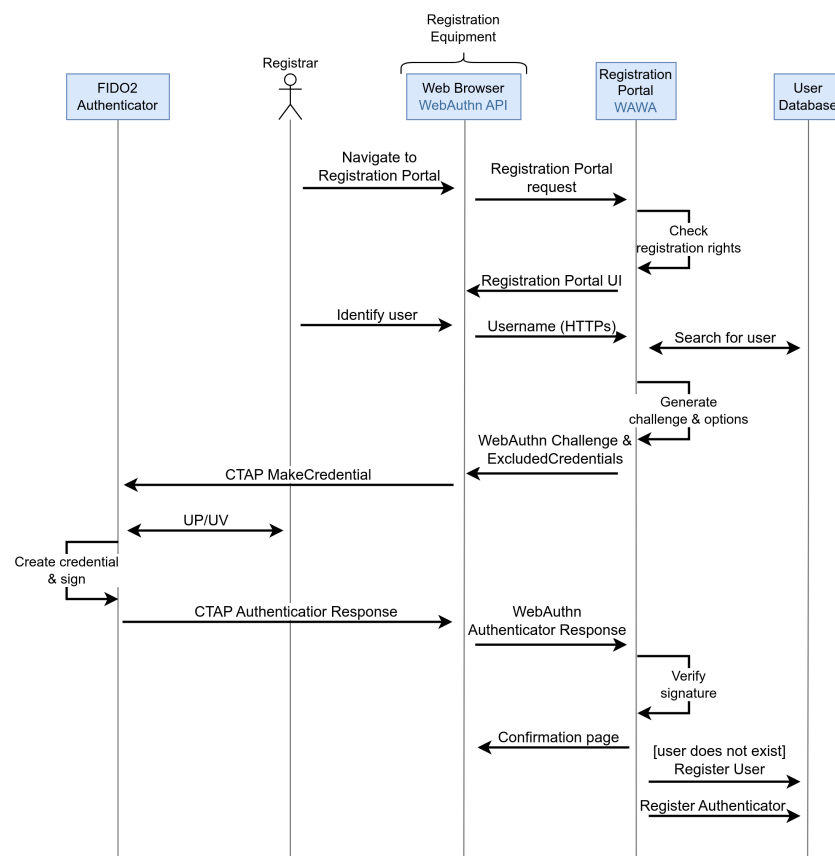 Registration
Equipment
Registrar
FIDO2
Authenticator
Web Browser
WebAuthn API
Registration
Portal
WAWA
User
Database
Navigate to
Registration Portal
Registration Portal
request
Check
registration rights
Registration Portal UI
Identify user
Username (HTTPs)
Search for user
Generate
challenge & options
WebAuthn Challenge &
ExcludedCredentials
CTAP MakeCredential
UP/UV
Create credential
& sign
CTAP Authenticatior Response
WebAuthn
Authenticator Response
Verify
signature
Confirmation page
[user does not exist]
Register User
Register Authenticator